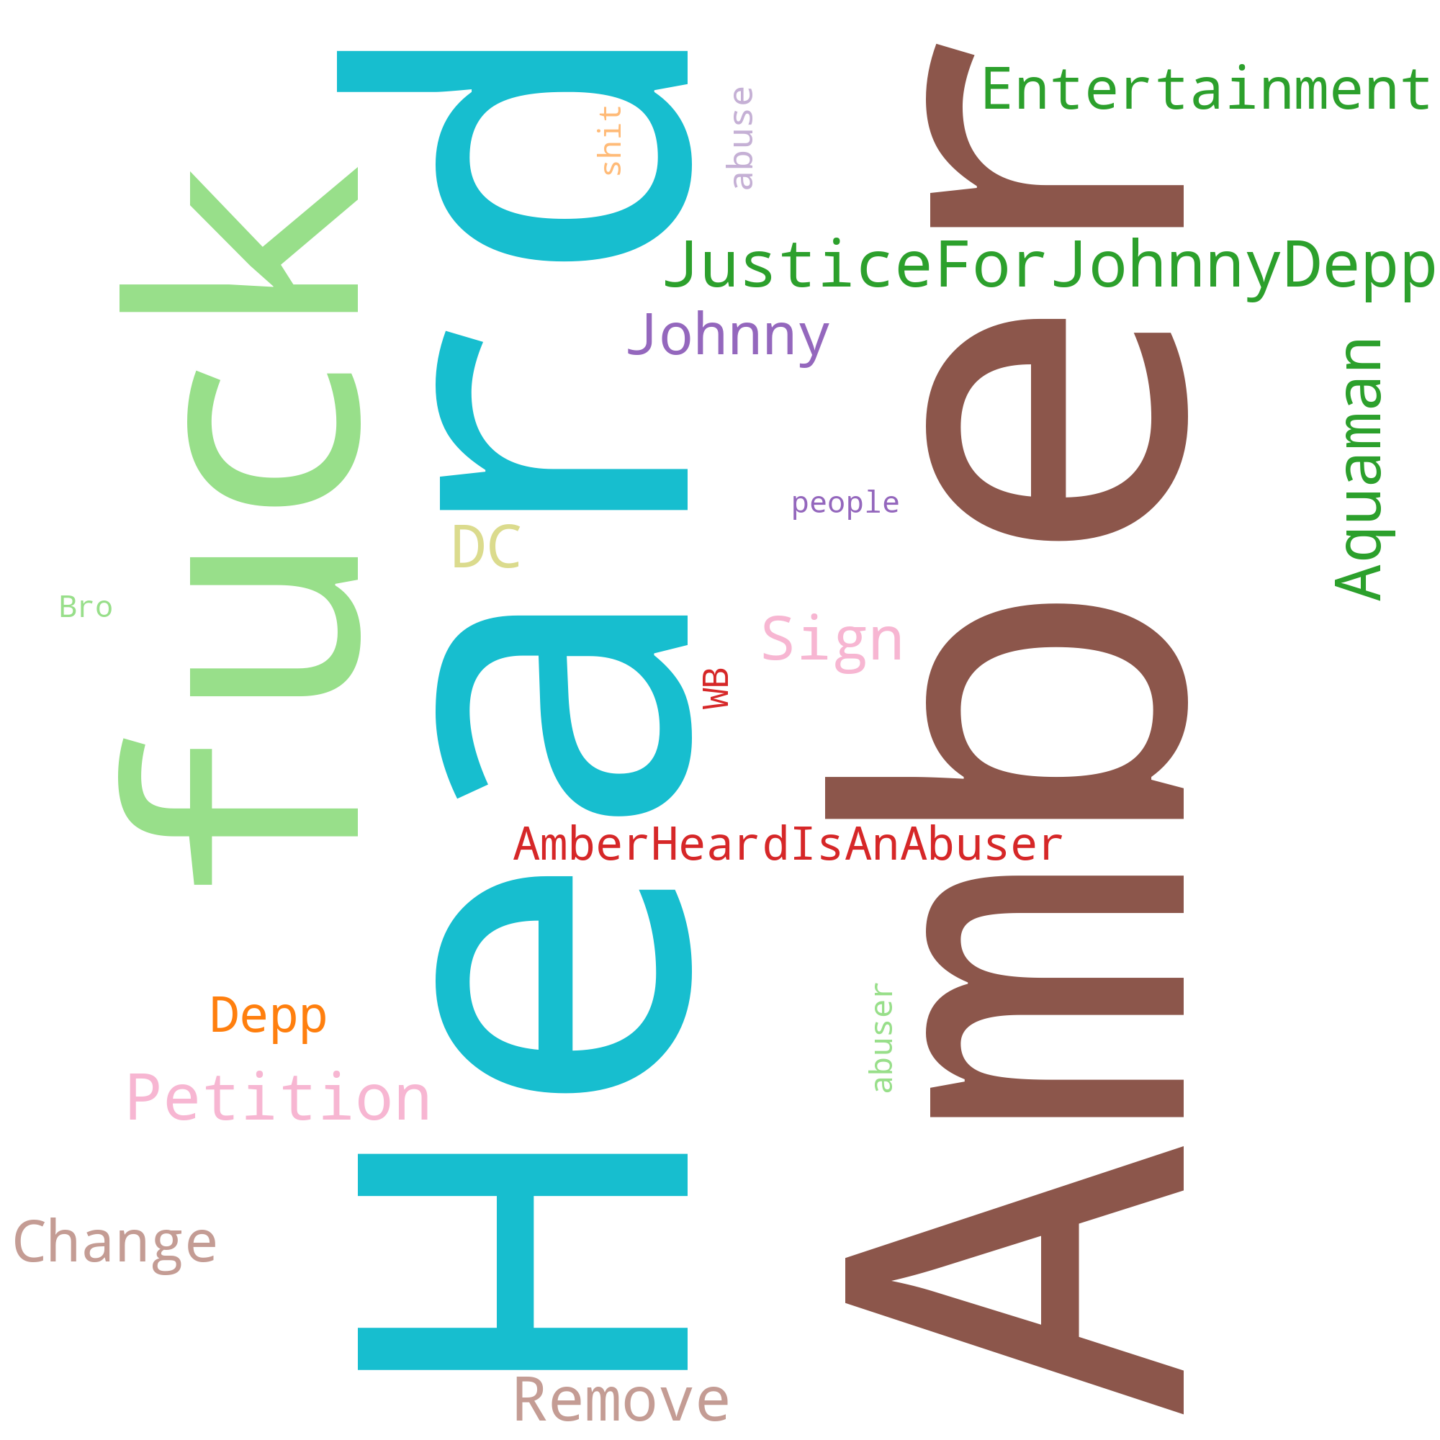 Entertainment
shit
abuse
fuck
Heard
Amber
JusticeForJohnnyDepp
Johnny
Aquaman
people
DC
Bro
Sign
WB
AmberHeardIsAnAbuser
Depp
abuser
Petition
Change
Remove